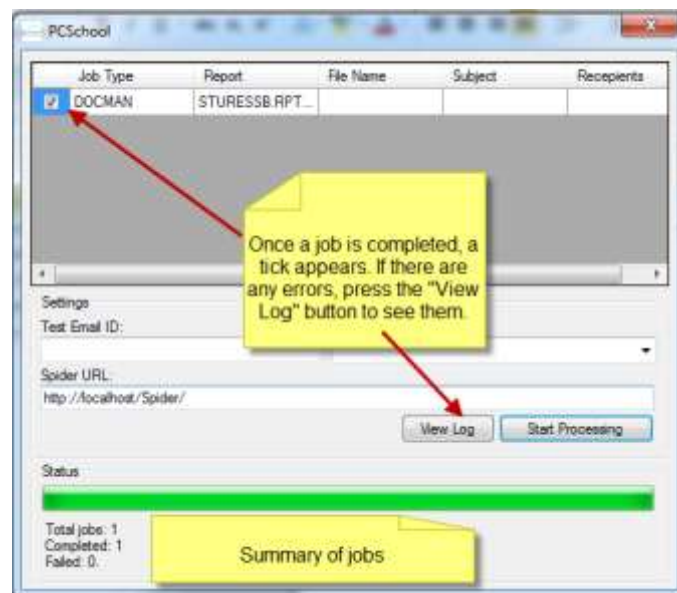 PCSchool
Job Type Report File Name Subject Recepients
DOCMAN STURESSB.RPT...
Once a job is completed, a
tick appears. If there are
any errors, press the "View
Log" button to see them.
Settings
Test Email ID:
Spider URL:
http://localhost/Spider/
View Log Start Processing
Status
Total jobs: 1
Completed: 1
Failed: 0.
Summary of jobs